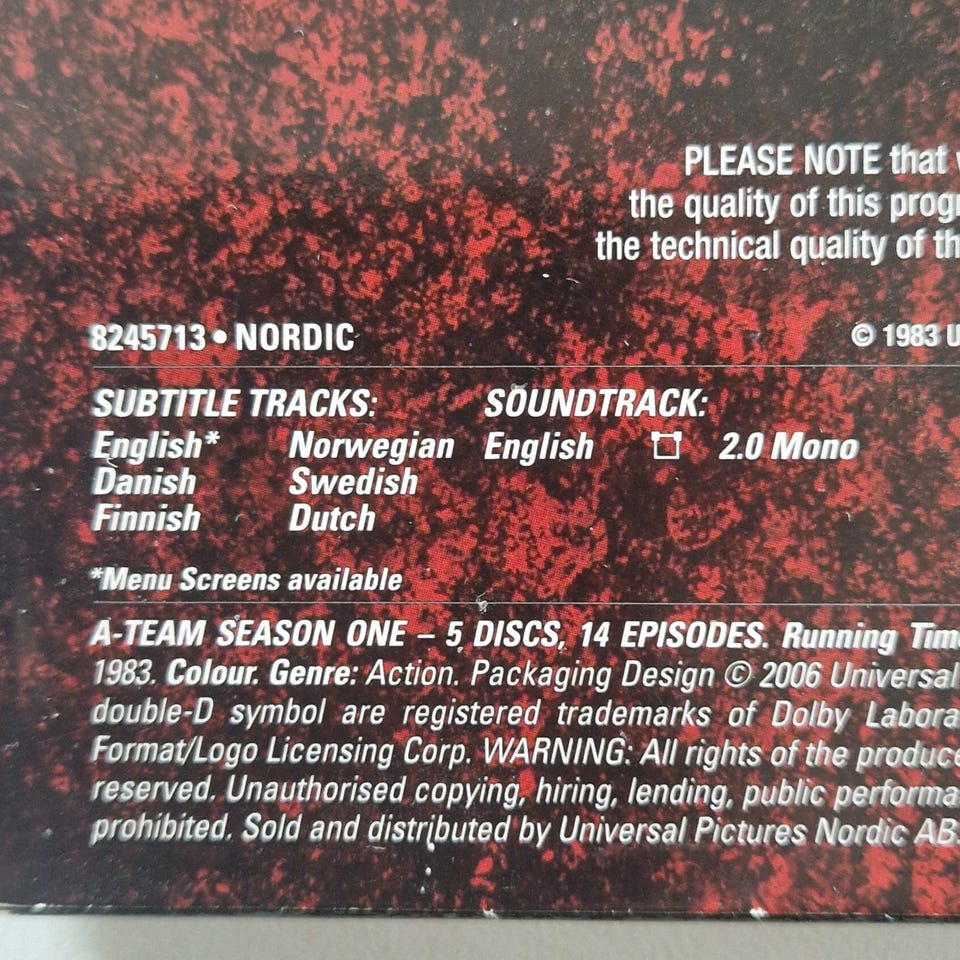 PLEASE NOTE that
the quality of this
the technical quality of
8245713 • NORDIC
© 1983
SUBTITLE TRACKS: SOUNDTRACK:
English* Norwegian English 2.0 Mono
Danish Swedish
Finnish Dutch
*Menu Screens available
A-TEAM SEASON ONE – 5 DISCS, 14 EPISODES. Running
1983. Colour. Genre: Action. Packaging Design © 2006 Universal
double-D symbol are registered trademarks of Dolby
Format/Logo Licensing Corp. WARNING: All rights of the
reserved. Unauthorised copying, hiring, lending, public
prohibited. Sold and distributed by Universal Pictures Nordic AB.